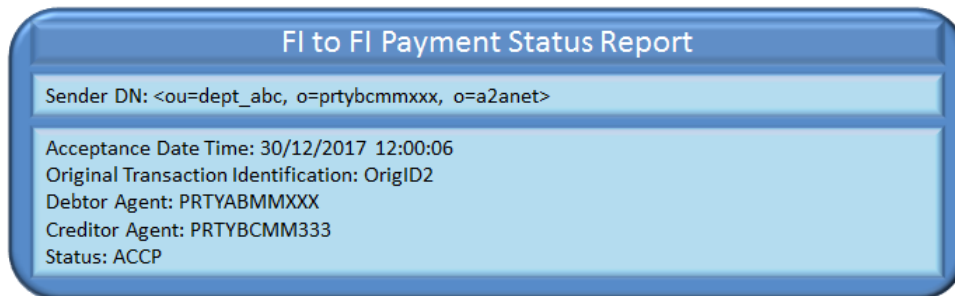 FI to FI Payment Status Report
Sender DN: <ou=dept_abc, o=prtybcmmxxx, o=a2anet>
Acceptance Date Time: 30/12/2017 12:00:06
Original Transaction Identification: OrigID2
Debtor Agent: PRTYABMMXXX
Creditor Agent: PRTYBCMM333
Status: ACCP